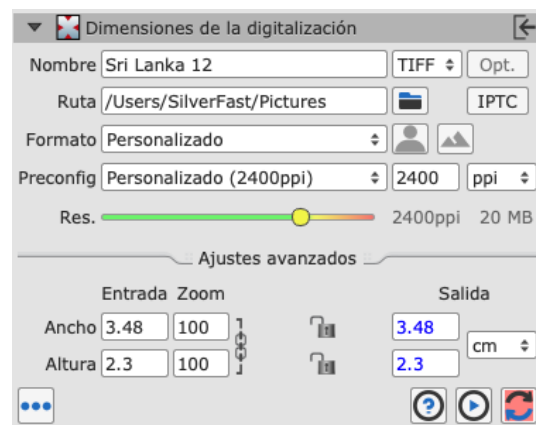 Dimensiones de la digitalización
Nombre Sri Lanka 12 TIFF Opt.
Ruta /Users/SilverFast/Pictures IPTC
Formato Personalizado
Preconfig Personalizado (2400ppi) 2400 ppi
Res. 2400ppi 20 MB
Ajustes avanzados
Entrada Zoom Salida
Ancho 3.48 100 3.48
cm
Altura 2.3 100 2.3